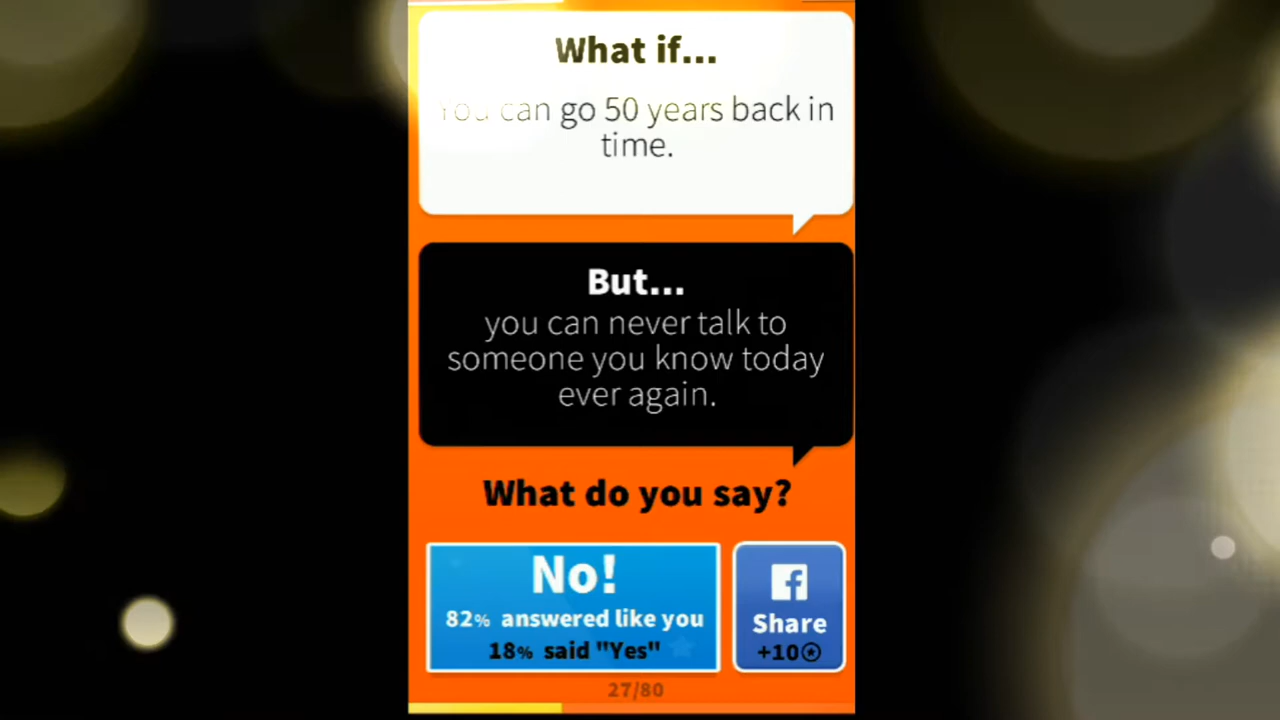 What if...
You can go 50 years back in
time.
But...
you can never talk to
someone you know today
ever again.
What do you say?
No!
82% answered like you
18% said "Yes"
Share
+10
27/80